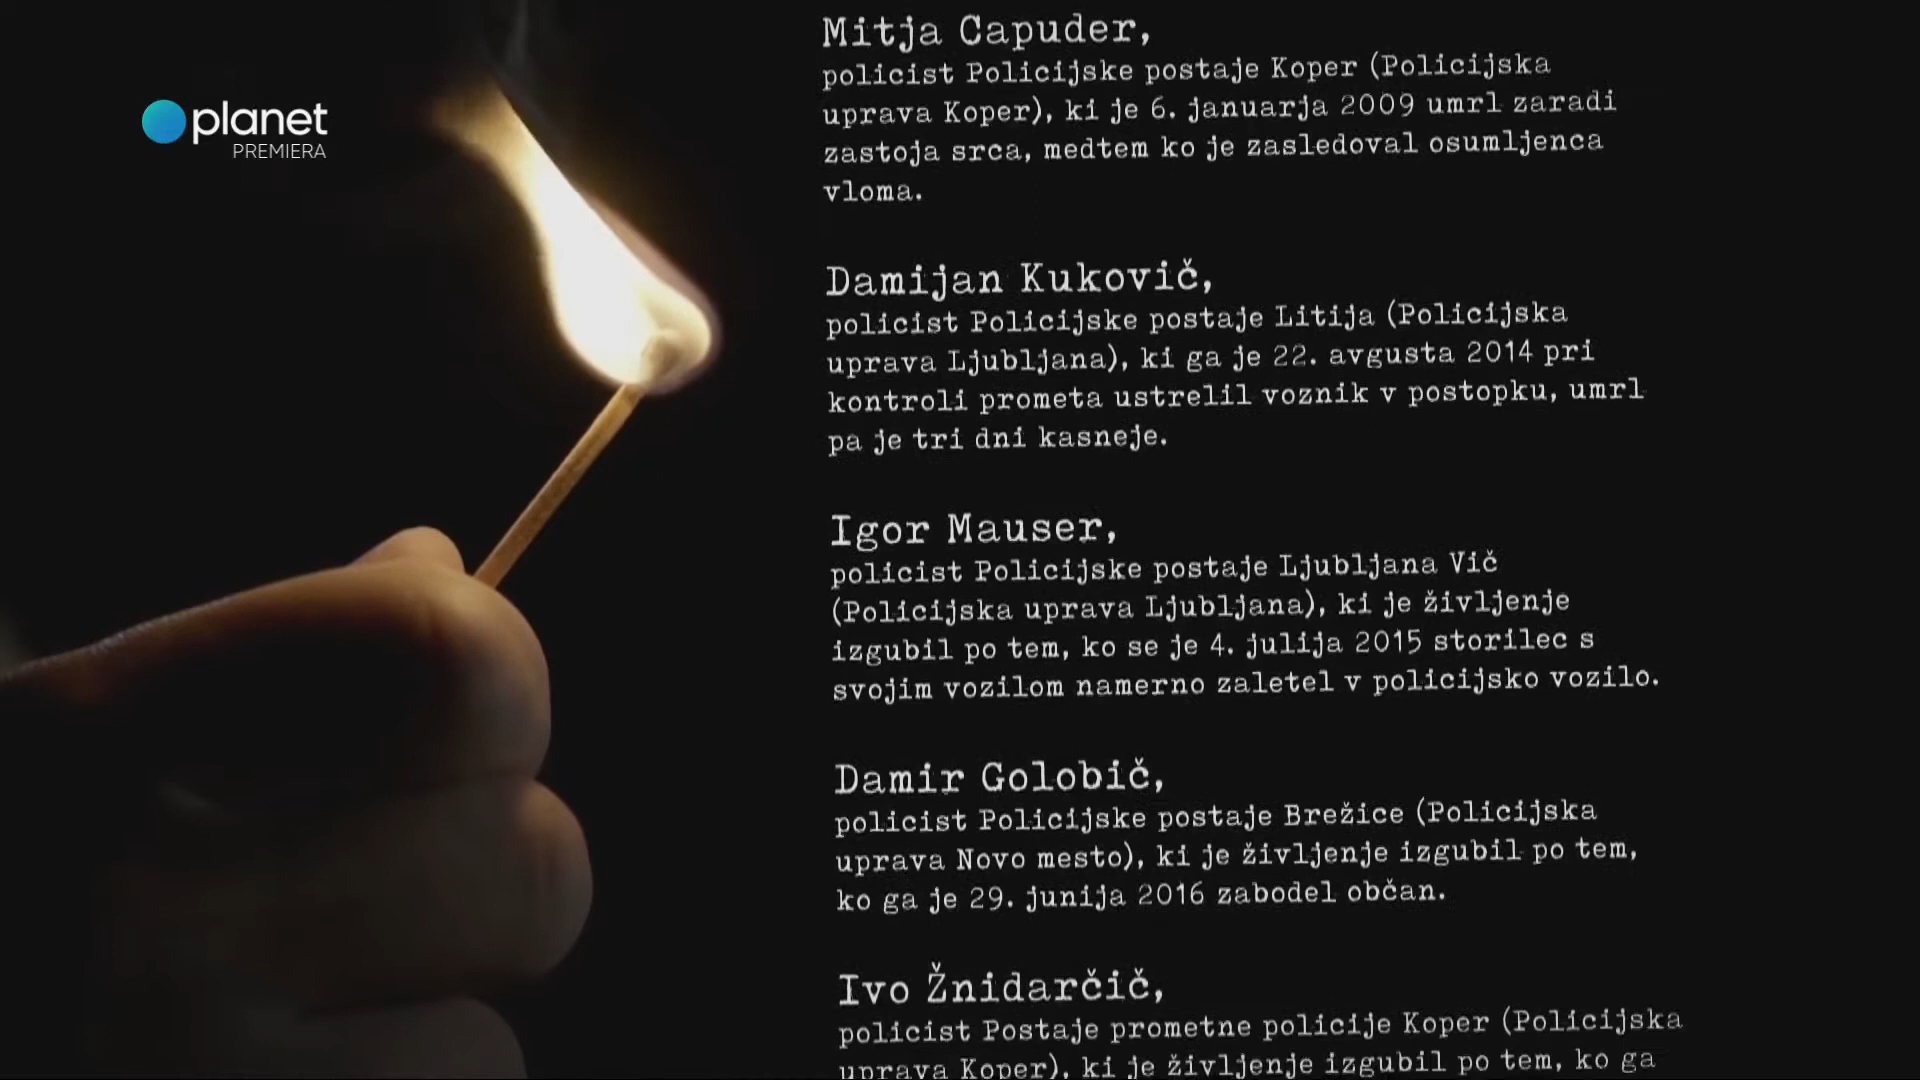 planet
PREMIERA
Mitja Capuder,
policist Policijske postaje Koper (Policijska
uprava Koper), ki je 6. januarja 2009 umrl zaradi
zastoja srca, medtem ko je zasledoval osumljenca
vloma.
Damijan Kukovič,
policist Policijske postaje Litija (Policijska
uprava Ljubljana), ki ga je 22. avgusta 2014 pri
kontroli prometa ustrelil voznik v postopku, umrl
pa je tri dni kasneje.
Igor Mauser,
policist Policijske postaje Ljubljana Vič
(Policijska uprava Ljubljana), ki je življenje
izgubil po tem, ko se je 4. julija 2015 storilec s
svojim vozilom namerno zaletel v policijsko vozilo.
Damir Golobič,
policist Policijske postaje Brežice (Policijska
uprava Novo mesto), ki je življenje izgubil po tem,
ko ga je 29. junija 2016 zabodel občan.
Ivo Žnidarčič,
policist Postaje prometne policije Koper (Policijska
uprava Koper), ki je življenje izgubil po tem, ko ga